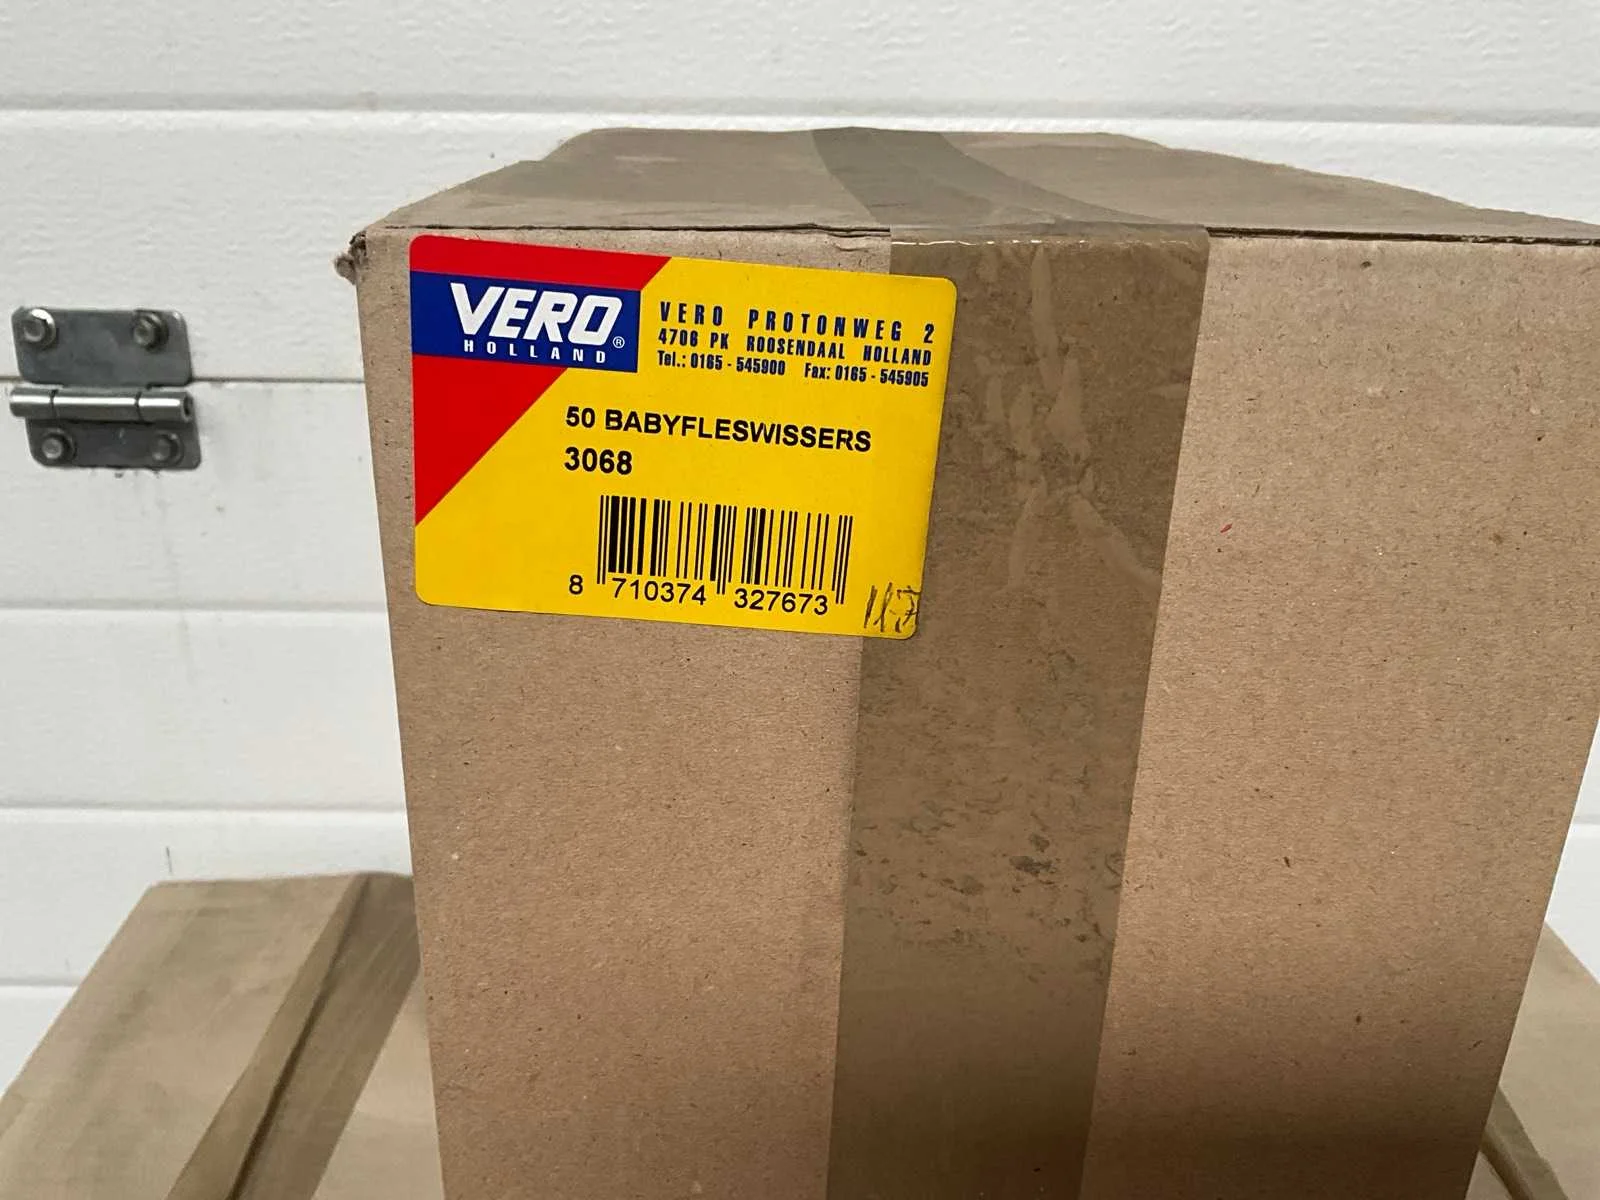 VERO®
HOLLAND
VERO PROTONWEG 2
4706 PK ROOSENDAAL HOLLAND
Tel.: 0165 - 545900 Fax: 0165 - 545905
50 BABYFLESWISSERS
3068
8 710374 327673